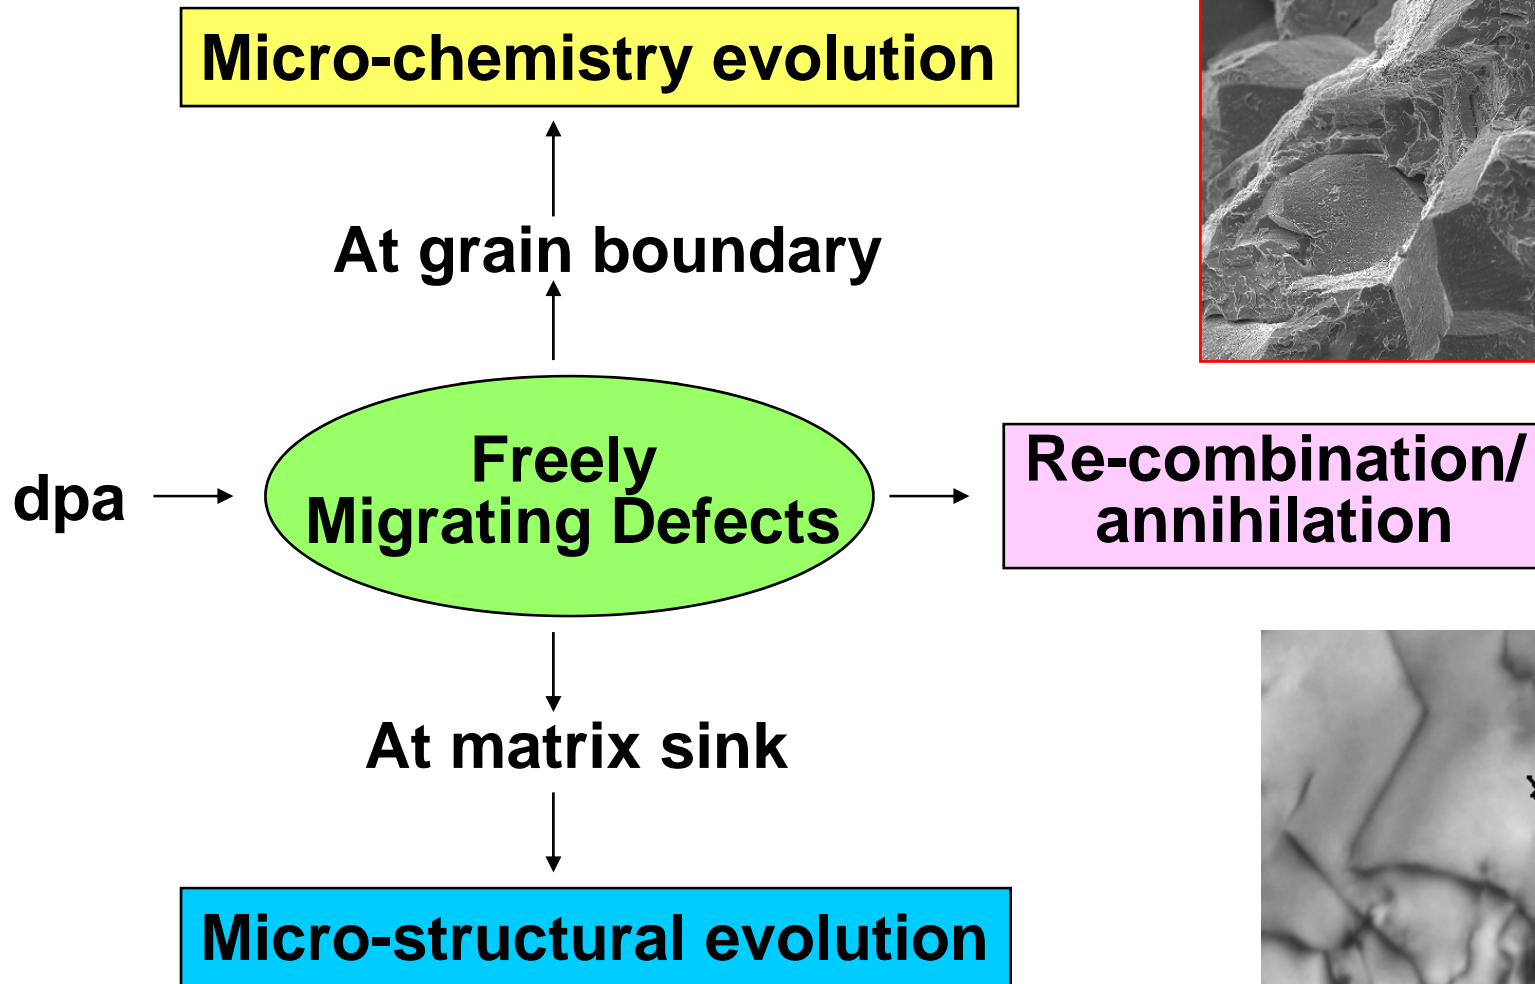 Micro-chemistry evolution
At grain boundary
Freely
Migrating Defects
dpa
Re-combination/
annihilation
At matrix sink
Micro-structural evolution